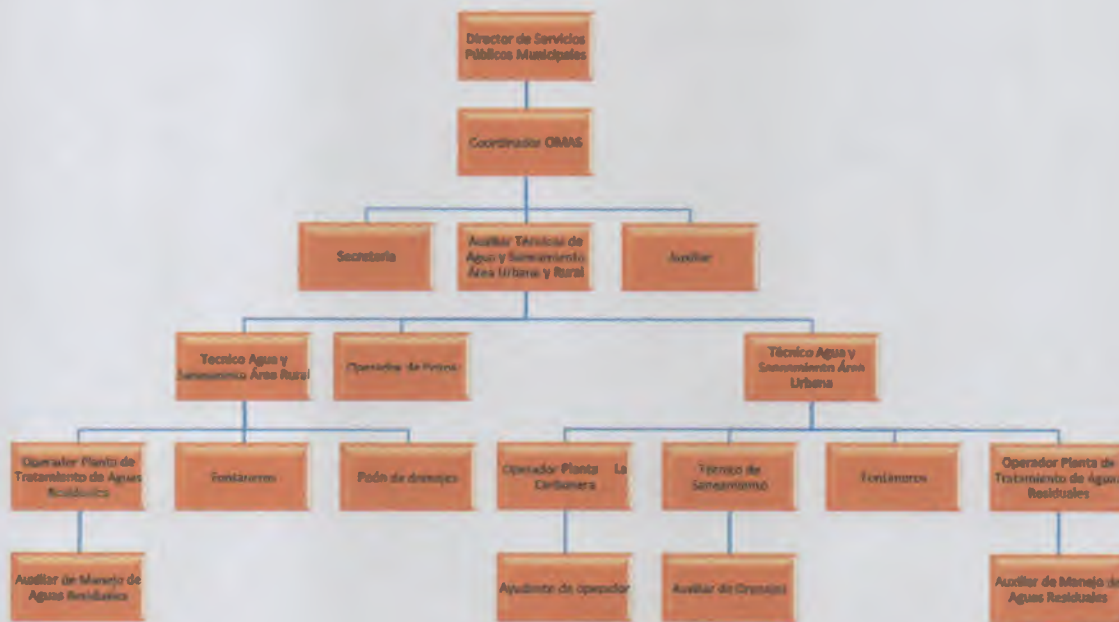 Director de Servicios
Públicos Municipales
Coordinador OMAS
Secretaria
Auxiliar Técnicas de
Agua y Saneamiento
Área Urbana y Rural
Auxiliar
Tecnico Agua y
Saneamiento Área Rural
Operador de
Técnico Agua y
Saneamiento Área
Urbana
Operador Planta de
Tratamiento de Aguas
Residuales
Fontaneros
Peón de drenajes
Operador Planta La
Carbonera
Técnico de
Saneamiento
Fontaneros
Operador Planta de
Tratamiento de Aguas
Residuales
Auxiliar de Manejo de
Aguas Residuales
Ayudante de operador
Auxiliar de Drenajes
Auxiliar de Manejo de
Aguas Residuales